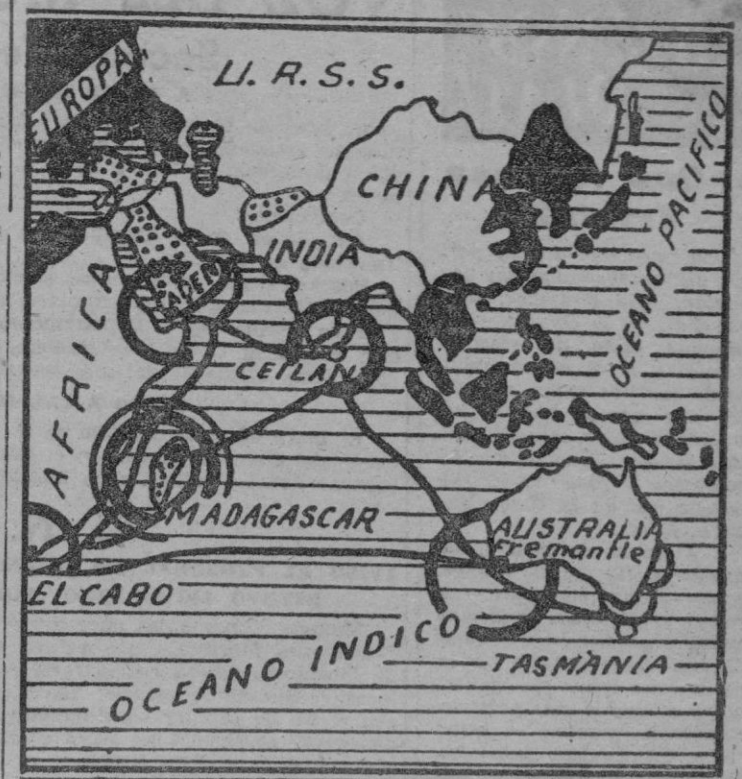 EUROPA
U.R.S.S.
CHINA
INDIA
ADEN
AFRICA
CEILAN
OCEANO PACIFICO
MADAGASCAR
AUSTRALIA
Fremantle
EL CABO
OCEANO INDICO
TASMANIA